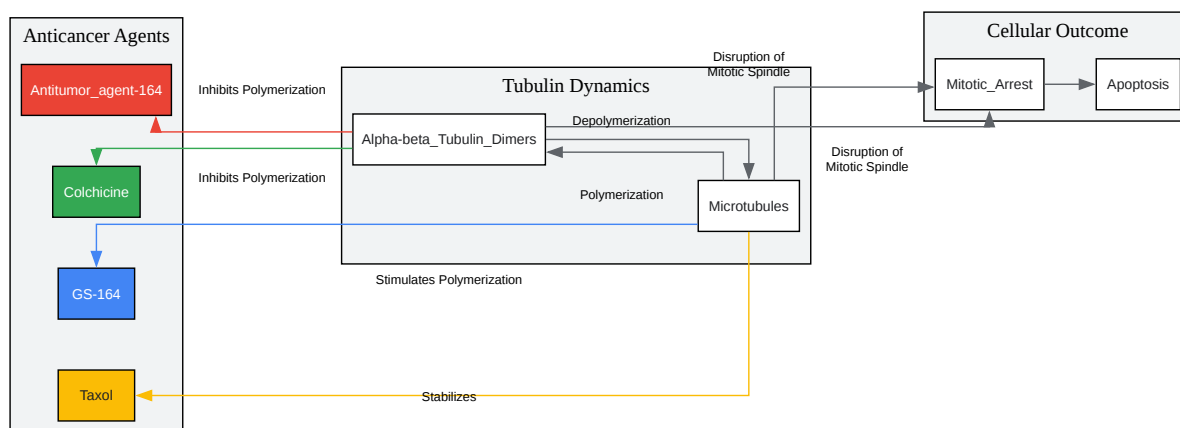 Anticancer Agents
Antitumor_agent-164
Colchicine
GS-164
Taxol
Inhibits Polymerization
Inhibits Polymerization
Stimulates Polymerization
Stabilizes
Tubulin Dynamics
Alpha-beta_Tubulin_Dimers
Depolymerization
Polymerization
Microtubules
Disruption of
Mitotic Spindle
Disruption of
Mitotic Spindle
Cellular Outcome
Mitotic_Arrest
Apoptosis